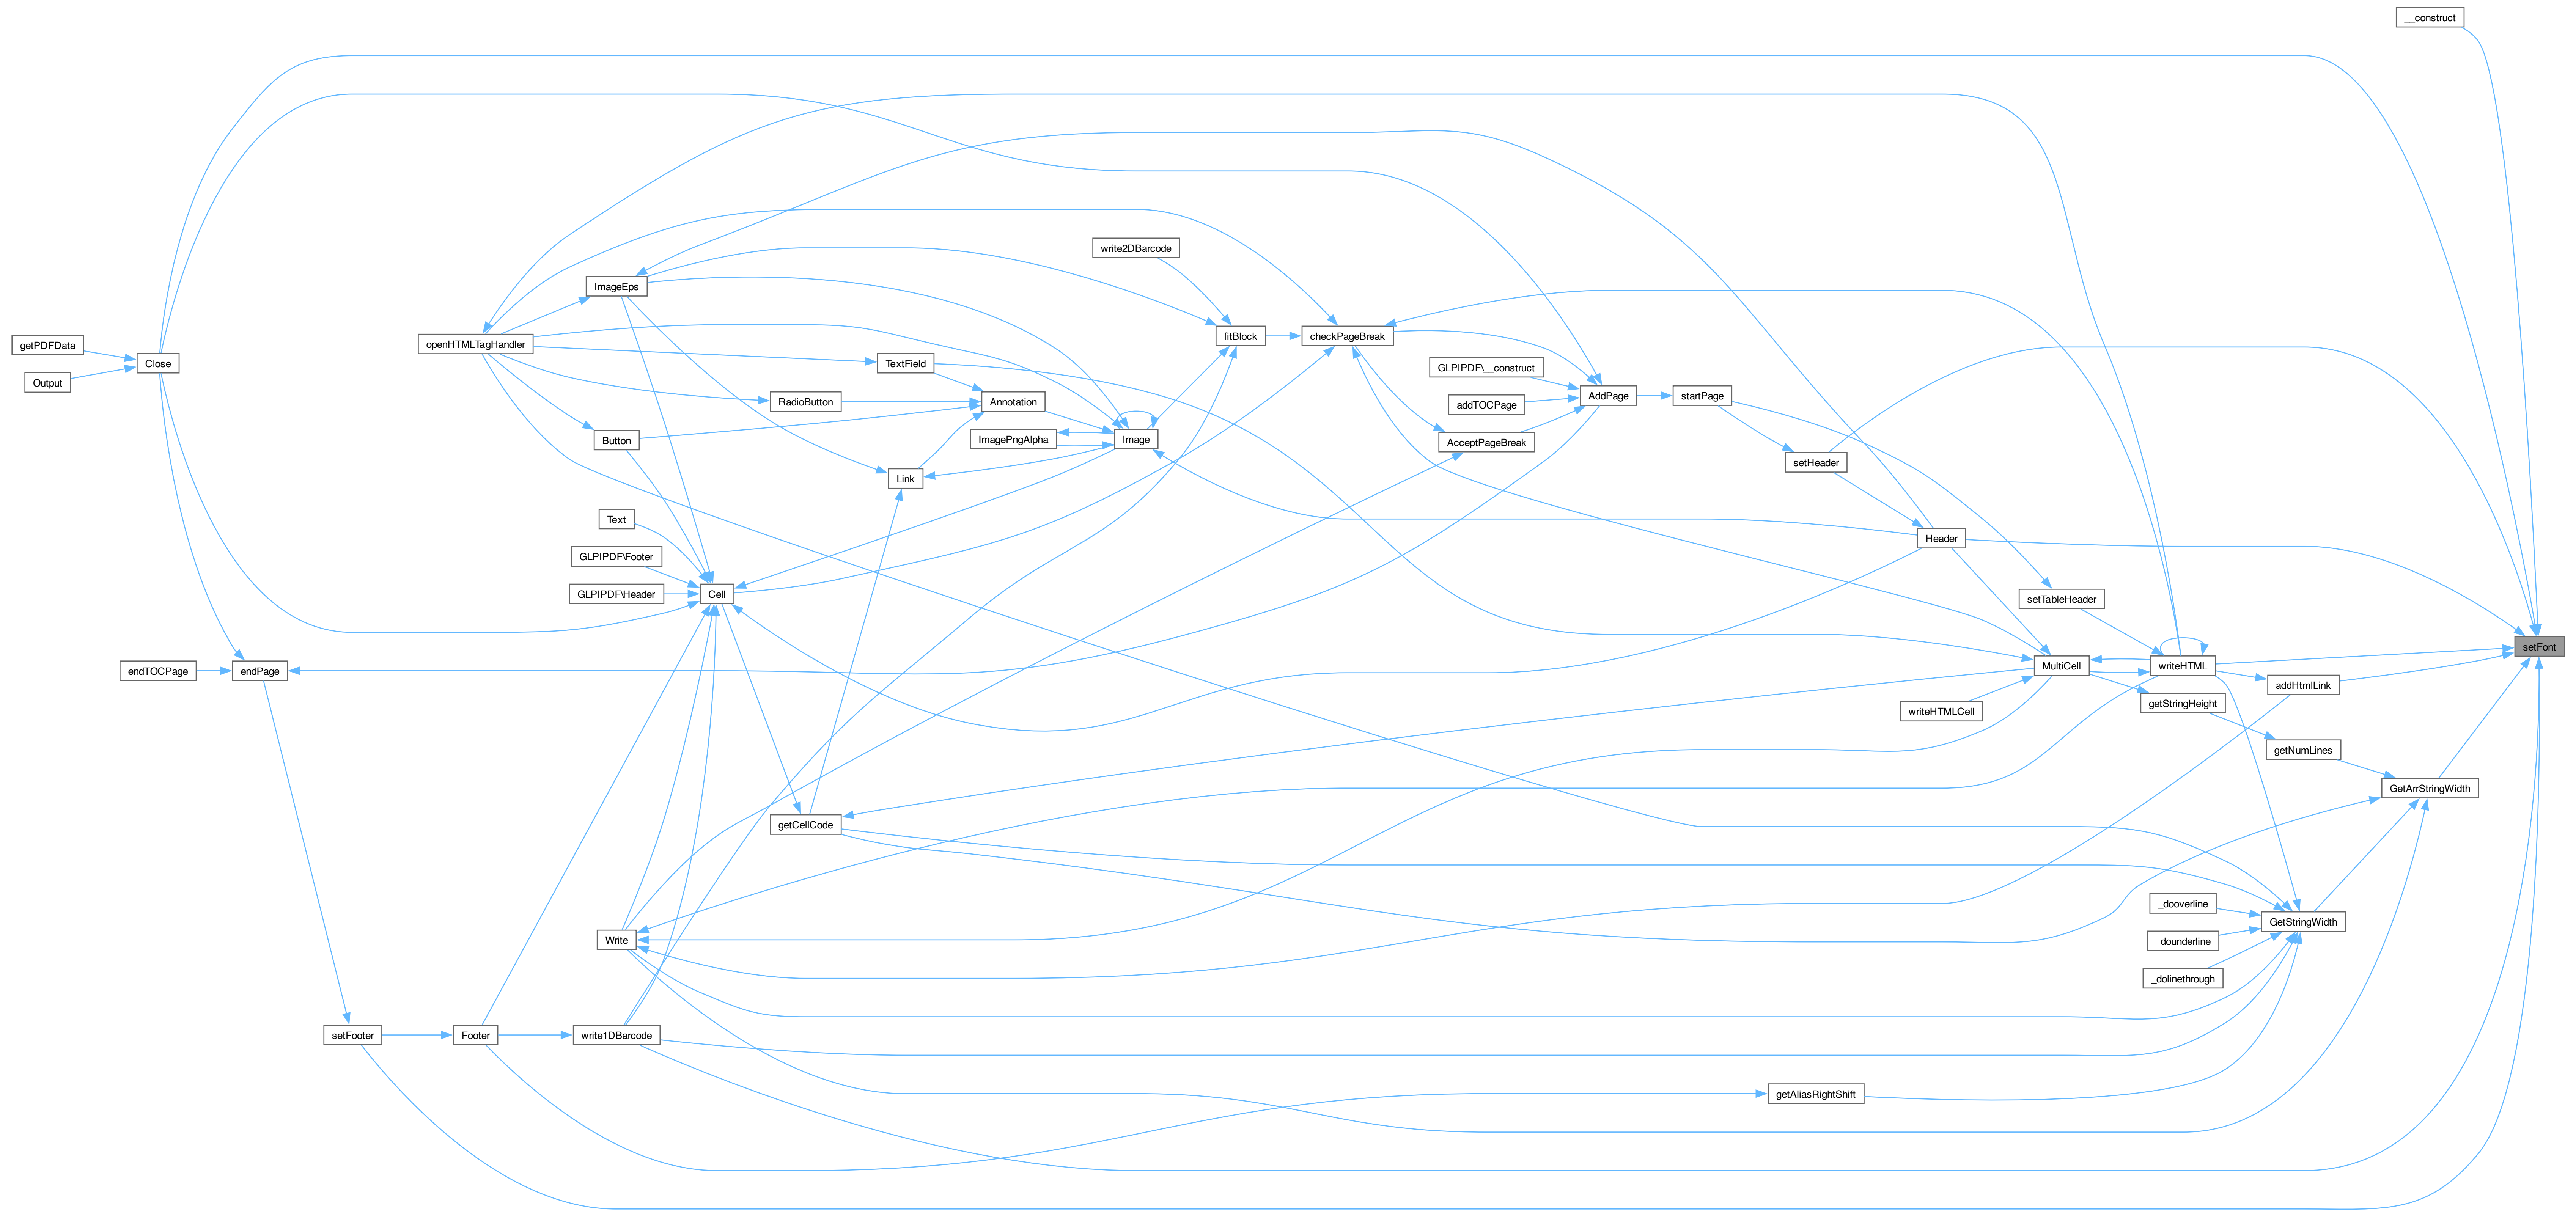 __construct
write2DBarcode
ImageEps
getPDFData
openHTMLTagHandler
fitBlock
checkPageBreak
Close
TextField
GLPIPDF\__construct
Output
RadioButton
Annotation
addTOCPage
AddPage
startPage
Button
ImagePngAlpha
Image
AcceptPageBreak
Link
setHeader
Text
Header
GLPIPDF\Footer
GLPIPDF\Header
Cell
setTableHeader
setFont
endTOCPage
endPage
MultiCell
writeHTML
addHtmlLink
writeHTMLCell
getStringHeight
getNumLines
GetArrStringWidth
getCellCode
_dooverline
GetStringWidth
Write
_dounderline
_dolinethrough
setFooter
Footer
write1DBarcode
getAliasRightShift